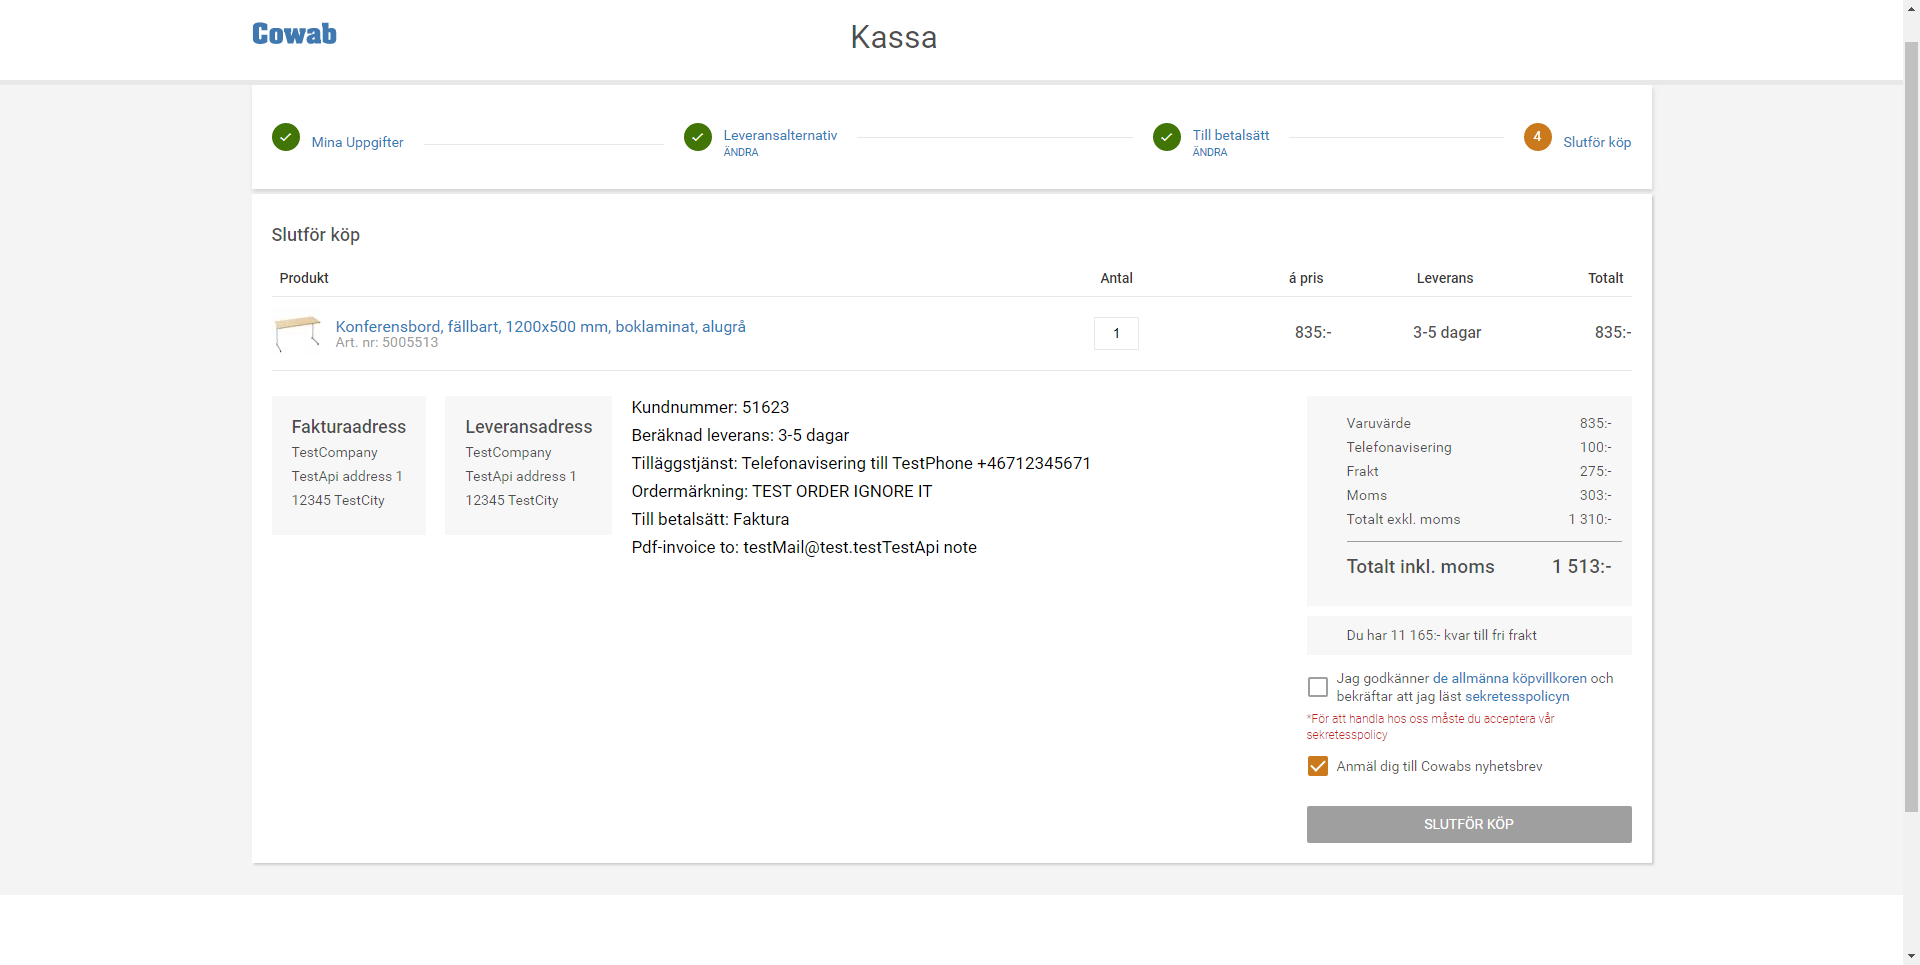 Cowab
Kassa
Mina Uppgifter
Leveransalternativ
ÄNDRA
Till betalsätt
ÄNDRA
4
Slutför köp
Slutför köp
Produkt Antal á pris Leverans Totalt
Konferensbord, fällbart, 1200x500 mm, boklaminat, alugrå
Art. nr: 5005513
1 835:- 3-5 dagar 835:-
Fakturaadress
TestCompany
TestApi address 1
12345 TestCity
Leveransadress
TestCompany
TestApi address 1
12345 TestCity
Kundnummer: 51623
Beräknad leverans: 3-5 dagar
Tilläggstjänst: Telefonavisering till TestPhone +46712345671
Ordermärkning: TEST ORDER IGNORE IT
Till betalsätt: Faktura
Pdf-invoice to: testMail@test.testTestApi note
Varuvärde 835:-
Telefonavisering 100:-
Frakt 275:-
Moms 303:-
Totalt exkl. moms 1 310:-
Totalt inkl. moms 1 513:-
Du har 11 165:- kvar till fri frakt
Jag godkänner de allmänna köpvillkoren och
bekräftar att jag läst sekretesspolicyn
*För att handla hos oss måste du acceptera vår
sekretesspolicy
Anmäl dig till Cowabs nyhetsbrev
SLUTFÖR KÖP